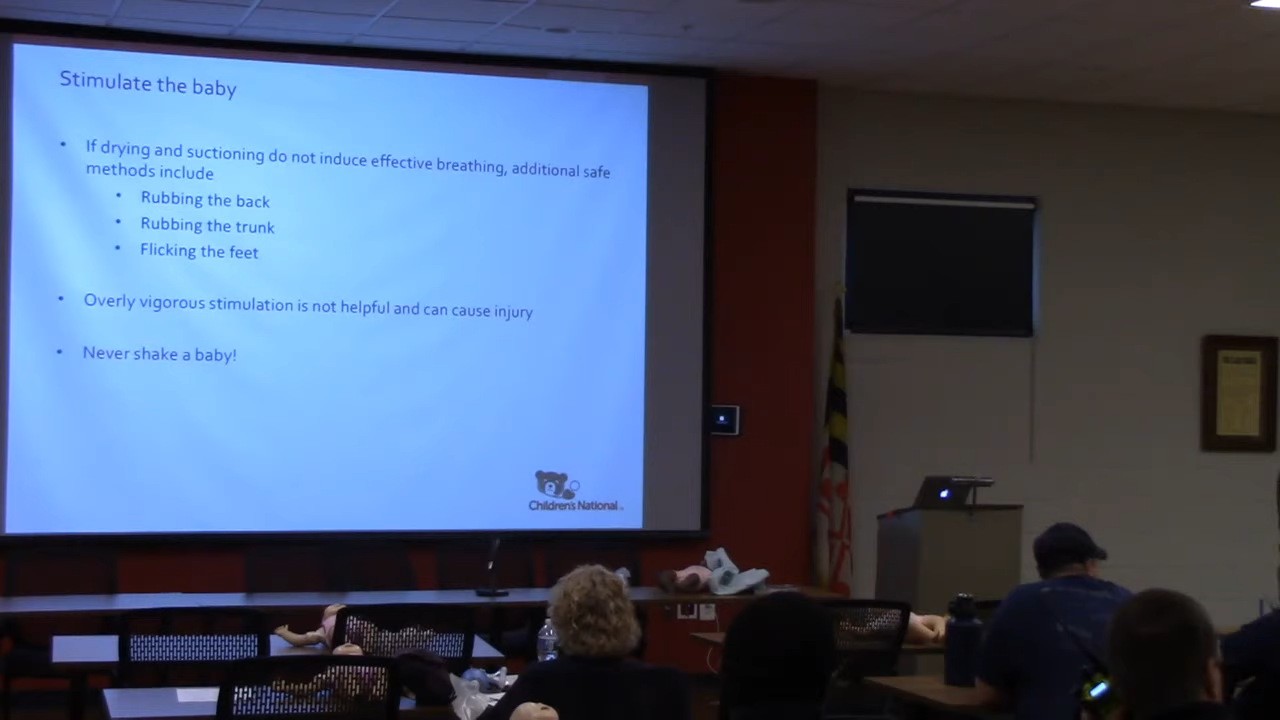 Stimulate the baby
• If drying and suctioning do not induce effective breathing, additional safe
methods include
• Rubbing the back
• Rubbing the trunk
• Flicking the feet
• Overly vigorous stimulation is not helpful and can cause injury
• Never shake a baby!
Children's National